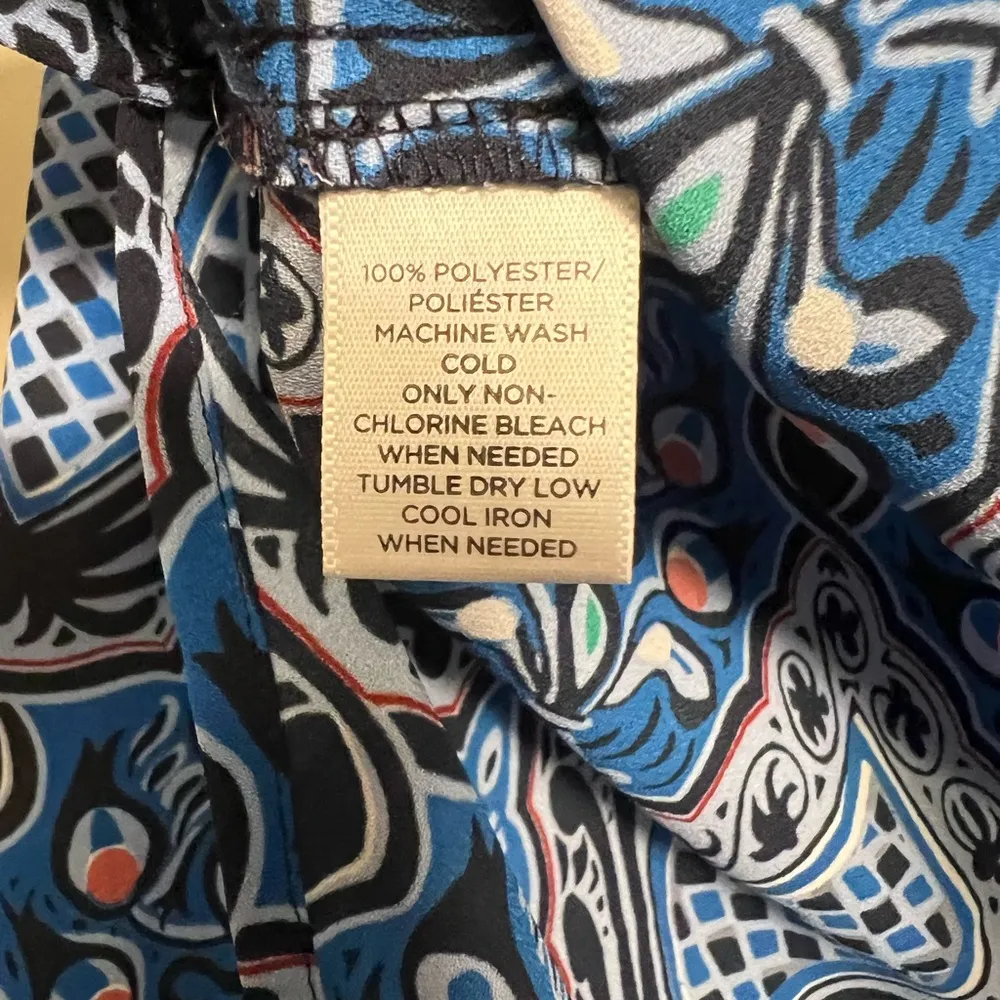 100% POLYESTER/
POLIÉSTER
MACHINE WASH
COLD
ONLY NON-
CHLORINE BLEACH
WHEN NEEDED
TUMBLE DRY LOW
COOL IRON
WHEN NEEDED